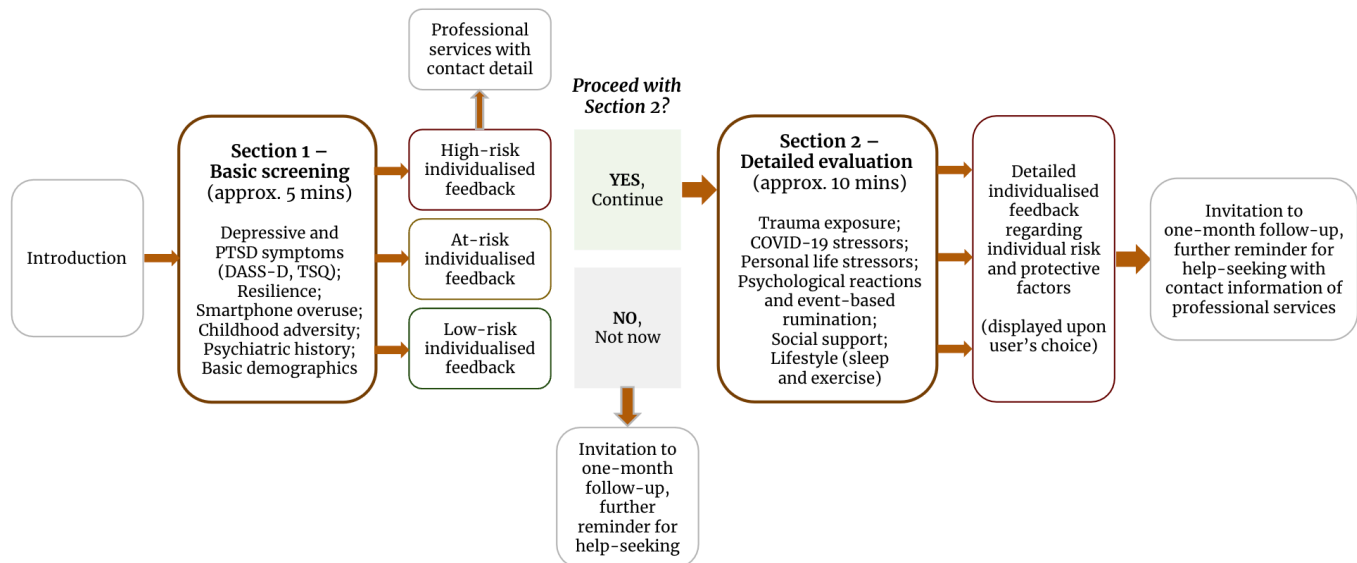 Introduction
Section 1 –
Basic screening
(approx. 5 mins)
Depressive and
PTSD symptoms
(DASS-D, TSQ);
Resilience;
Smartphone overuse;
Childhood adversity;
Psychiatric history;
Basic demographics
Professional
services with
contact detail
High-risk
individualised
feedback
At-risk
individualised
feedback
Low-risk
individualised
feedback
Proceed with
Section 2?
YES,
Continue
NO,
Not now
Invitation to
one-month
follow-up,
further
reminder for
help-seeking
Section 2 –
Detailed evaluation
(approx. 10 mins)
Trauma exposure;
COVID-19 stressors;
Personal life stressors;
Psychological reactions
and event-based
rumination;
Social support;
Lifestyle (sleep
and exercise)
Detailed
individualised
feedback
regarding
individual risk
and protective
factors
(displayed upon
user's choice)
Invitation to
one-month follow-up,
further reminder for
help-seeking with
contact information of
professional services